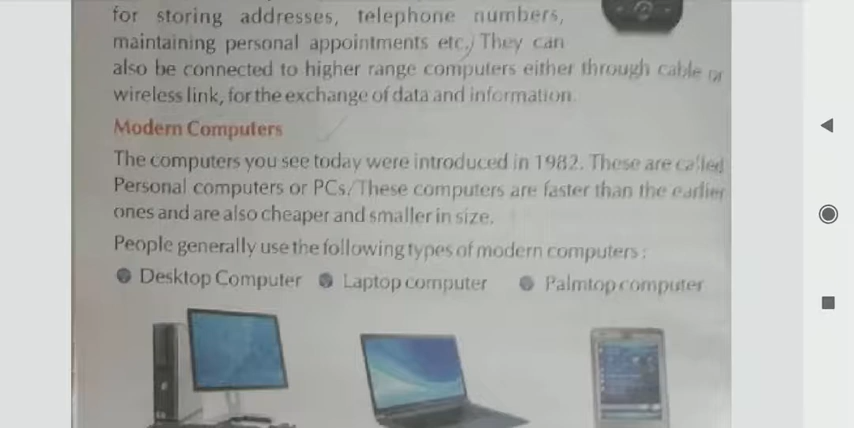 for storing addresses, telephone numbers,
maintaining personal appointments etc. They can
also be connected to higher range computers either through cable or
wireless link, for the exchange of data and information.
Modern Computers
The computers you see today were introduced in 1982. These are called
Personal computers or PCs. These computers are faster than the earlier
ones and are also cheaper and smaller in size.
People generally use the following types of modern computers :
Desktop Computer Laptop computer Palmtop computer